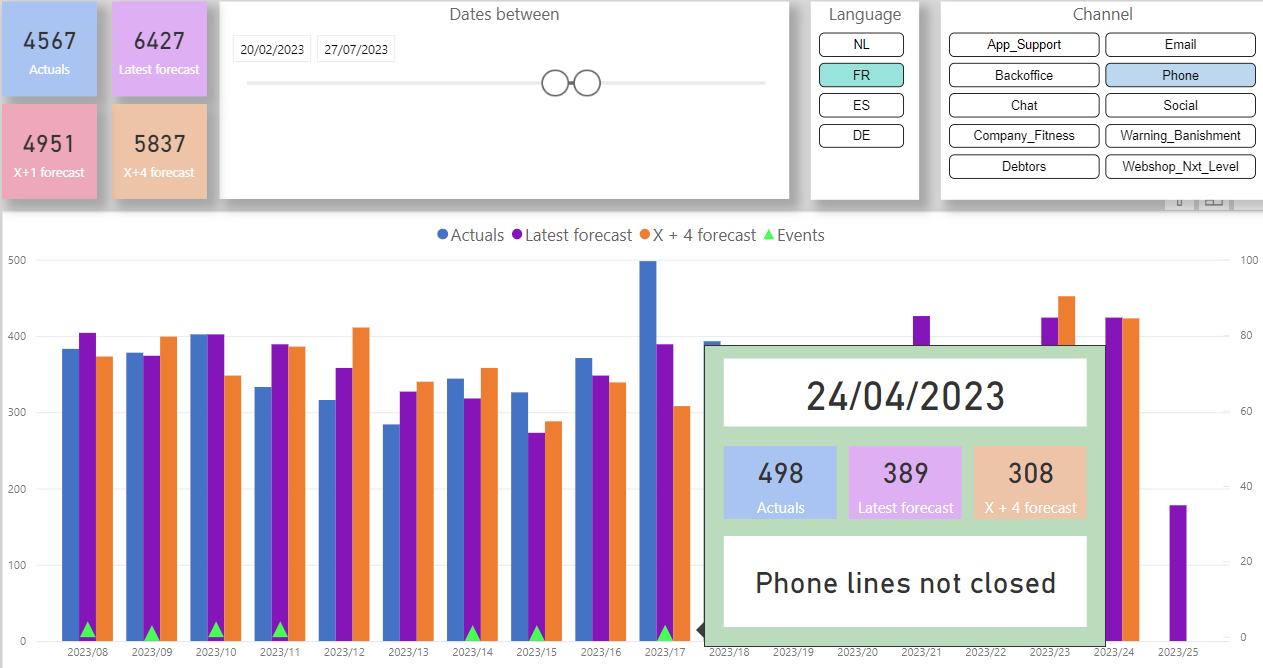 4567
Actuals
6427
Latest forecast
4951
X+1 forecast
5837
X+4 forecast
Dates between
20/02/2023
27/07/2023
Language
NL
FR
ES
DE
Channel
App_Support
Email
Backoffice
Phone
Chat
Social
Company_Fitness
Warning_Banishment
Debtors
Webshop_Nxt_Level
Actuals Latest forecast X + 4 forecast Events
500
400
300
200
100
0
100
80
60
40
20
0
24/04/2023
498
Actuals
389
Latest forecast
308
X + 4 forecast
Phone lines not closed
2023/08 2023/09 2023/10 2023/11 2023/12 2023/13 2023/14 2023/15 2023/16 2023/17 2023/18 2023/19 2023/20 2023/21 2023/22 2023/23 2023/24 2023/25